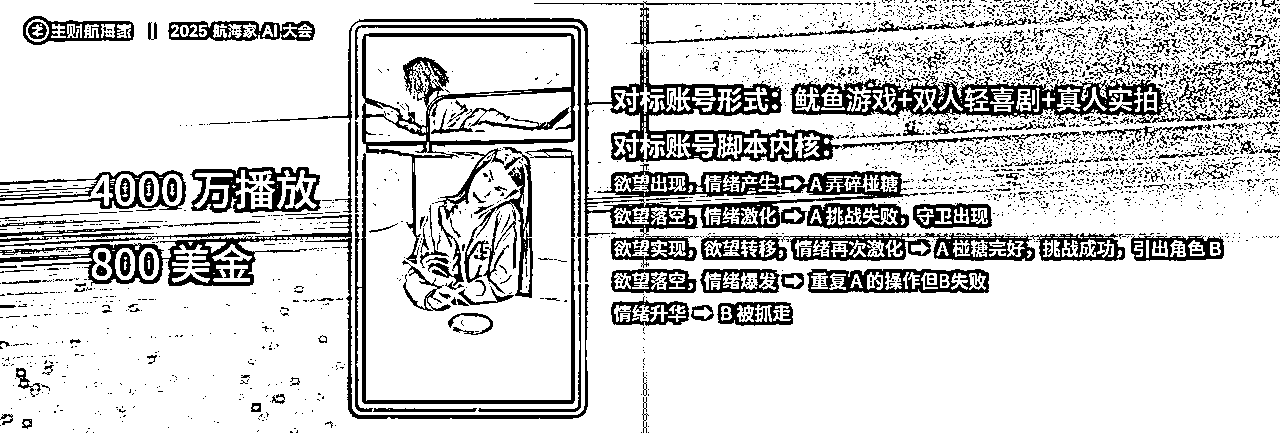 生财航海家 || 2025 航海家 AI 大会
4000 万播放
800 美金
45
对标账号形式：鱿鱼游戏+双人轻喜剧+真人实拍
对标账号脚本内核：
欲望出现，情绪产生 → A 弄碎椪糖
欲望落空，情绪激化 → A 挑战失败，守卫出现
欲望实现，欲望转移，情绪再次激化 → A 椪糖完好，挑战成功，引出角色 B
欲望落空，情绪爆发 → 重复 A 的操作但B失败
情绪升华 → B 被抓走